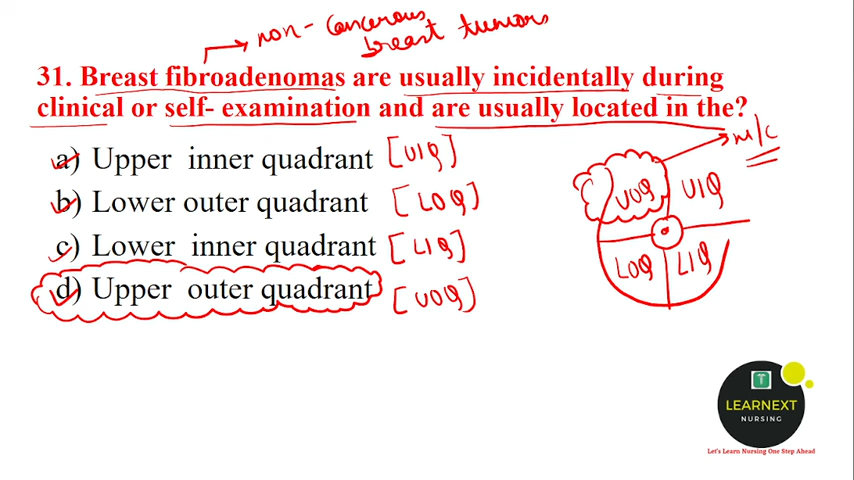 non-cancerous
breast tumors
31. Breast fibroadenomas are usually incidentally during
clinical or self- examination and are usually located in the?
M/C
a) Upper inner quadrant [UIQ]
b) Lower outer quadrant [LOQ]
c) Lower inner quadrant [LIQ]
d) Upper outer quadrant [UOQ]
UOQ UIQ
LOQ LIQ
T
LEARNEXT
NURSING
Let's Learn Nursing One Step Ahead